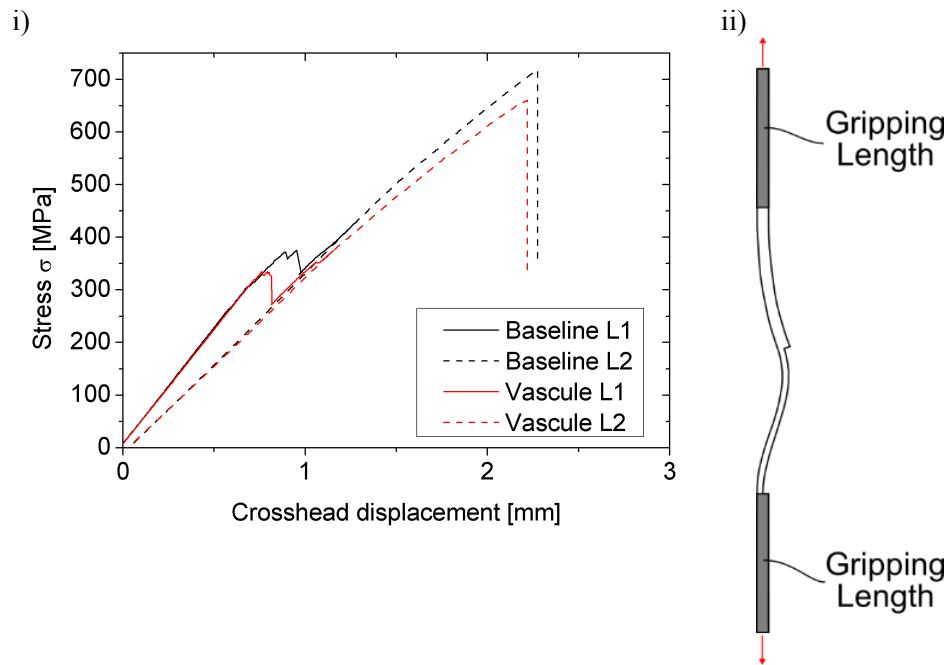 i)
ii)
700
600
500
400
300
200
100
0
Stress σ [MPa]
0
1
2
3
Crosshead displacement [mm]
Baseline L1
Baseline L2
Vascule L1
Vascule L2
Gripping
Length
Gripping
Length